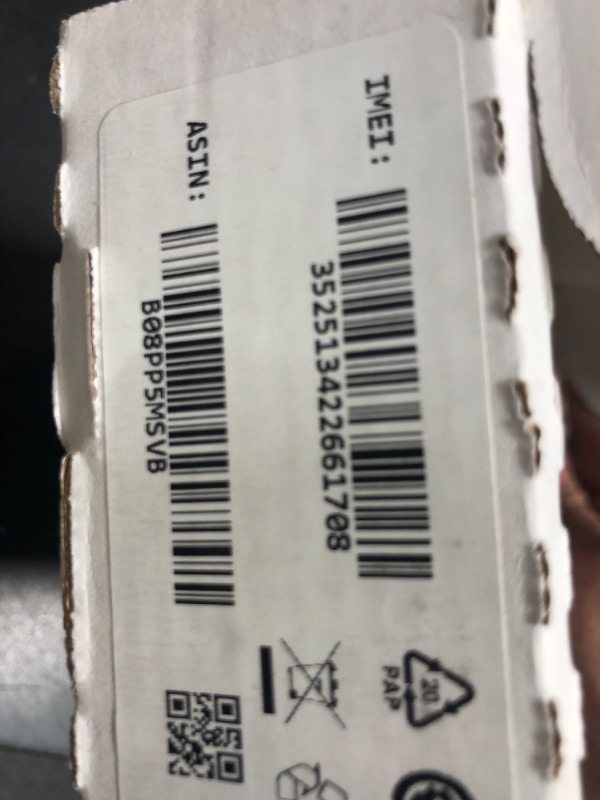 IMEI:
352513422661708
ASIN:
B08PP5MSVB
20
PAP